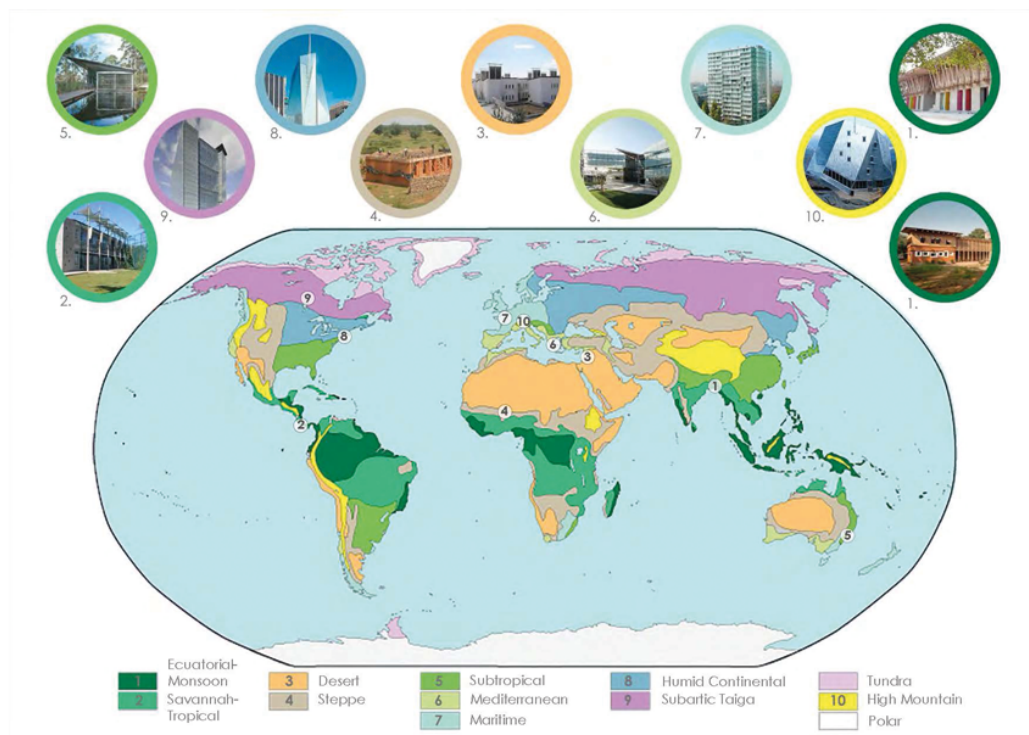 5.
8.
3.
7.
1.
9.
4.
6.
10.
2.
1.
9
8
7
10
6
3
1
4
2
5
Ecuatorial-
1 Monsoon
2 Savannah-
Tropical
3 Desert
4 Steppe
5 Subtropical
6 Mediterranean
7 Maritime
8 Humid Continental
9 Subartic Taiga
Tundra
10 High Mountain
Polar